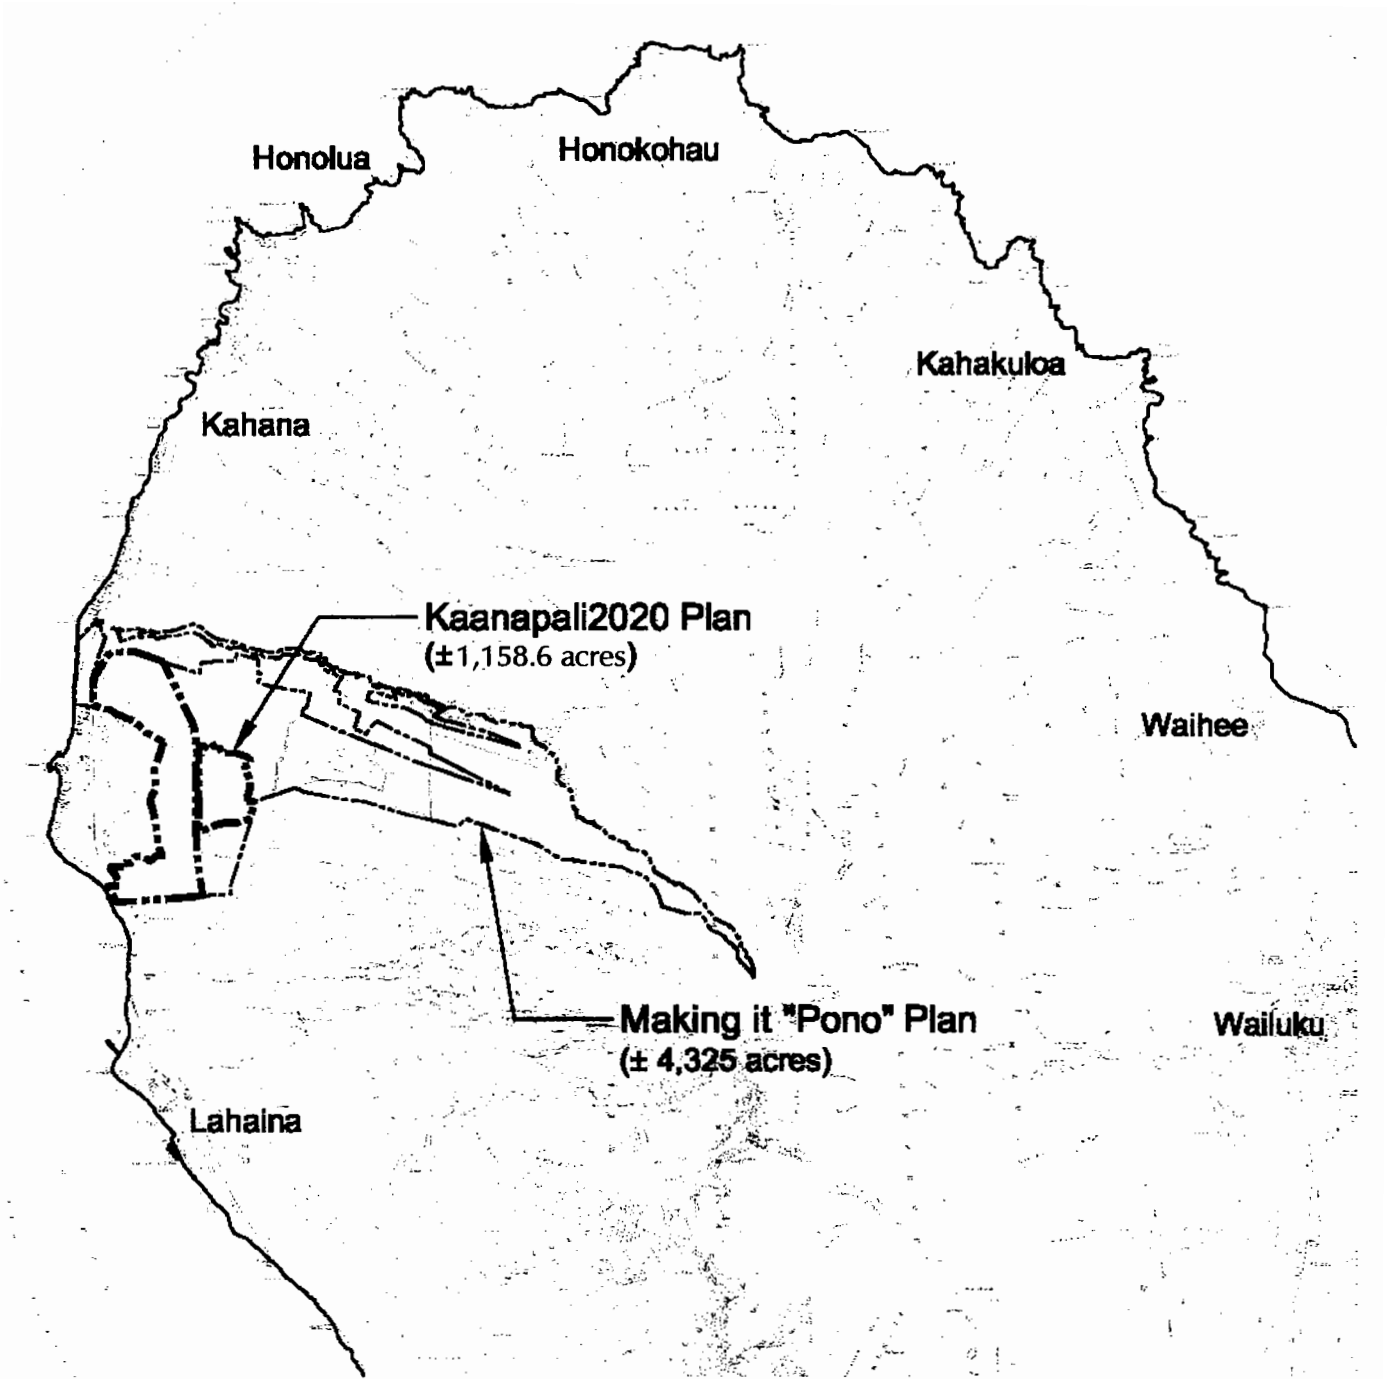 Honolua
Honokohau
Kahakuloa
Kahana
Kaanapali2020 Plan
(±1,158.6 acres)
Waihee
Making it "Pono" Plan
(± 4,325 acres)
Wailuku
Lahaina